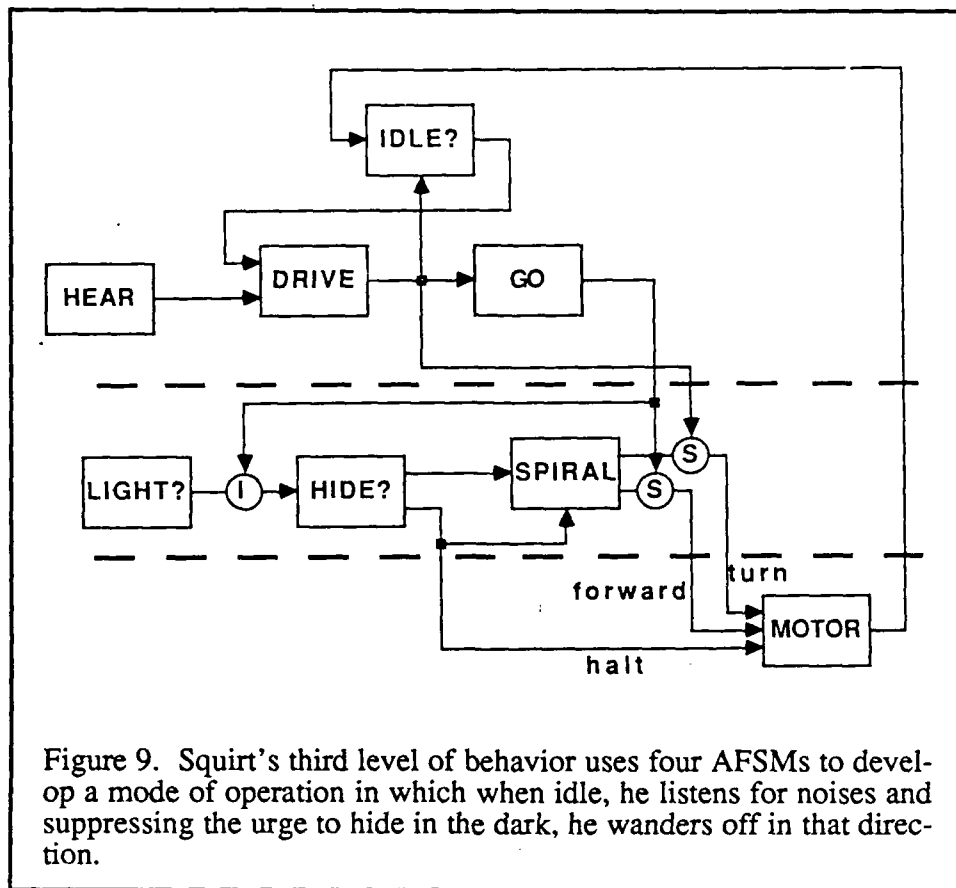 IDLE?
HEAR
DRIVE
GO
LIGHT?
I
HIDE?
SPIRAL
S
S
forward
turn
MOTOR
halt
Figure 9. Squirt's third level of behavior uses four AFSMs to devel-
op a mode of operation in which when idle, he listens for noises and
suppressing the urge to hide in the dark, he wanders off in that direc-
tion.